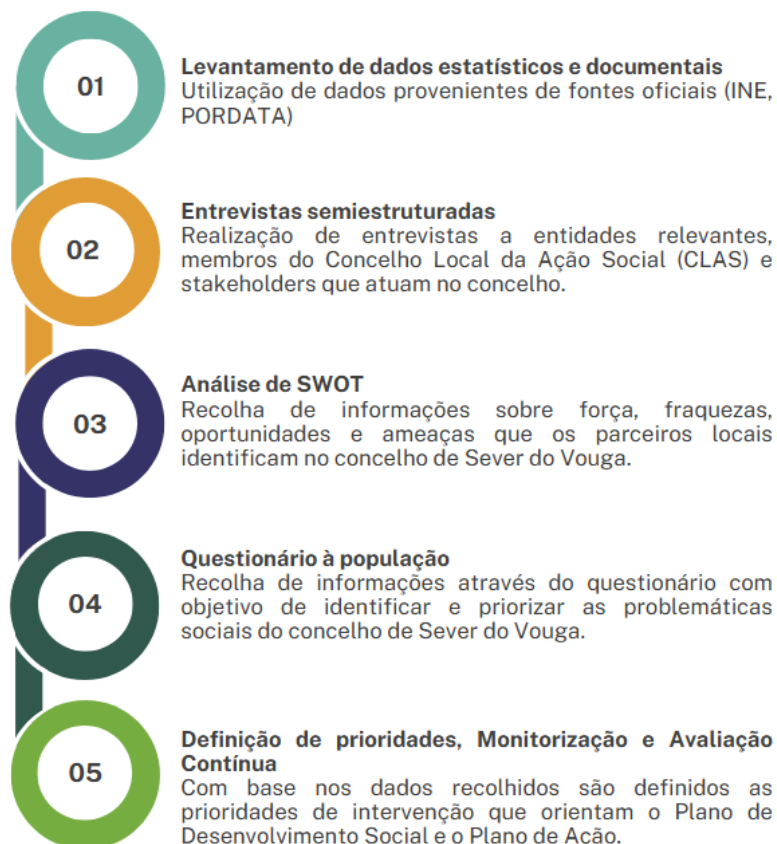 01
Levantamento de dados estatísticos e documentais
Utilização de dados provenientes de fontes oficiais (INE,
PORDATA)
02
Entrevistas semiestruturadas
Realização de entrevistas a entidades relevantes,
membros do Concelho Local da Ação Social (CLAS) e
stakeholders que atuam no concelho.
03
Análise de SWOT
Recolha de informações sobre força, fraquezas,
oportunidades e ameaças que os parceiros locais
identificam no concelho de Sever do Vouga.
04
Questionário à população
Recolha de informações através do questionário com
objetivo de identificar e priorizar as problemáticas
sociais do concelho de Sever do Vouga.
05
Definição de prioridades, Monitorização e Avaliação
Contínua
Com base nos dados recolhidos são definidos as
prioridades de intervenção que orientam o Plano de
Desenvolvimento Social e o Plano de Ação.